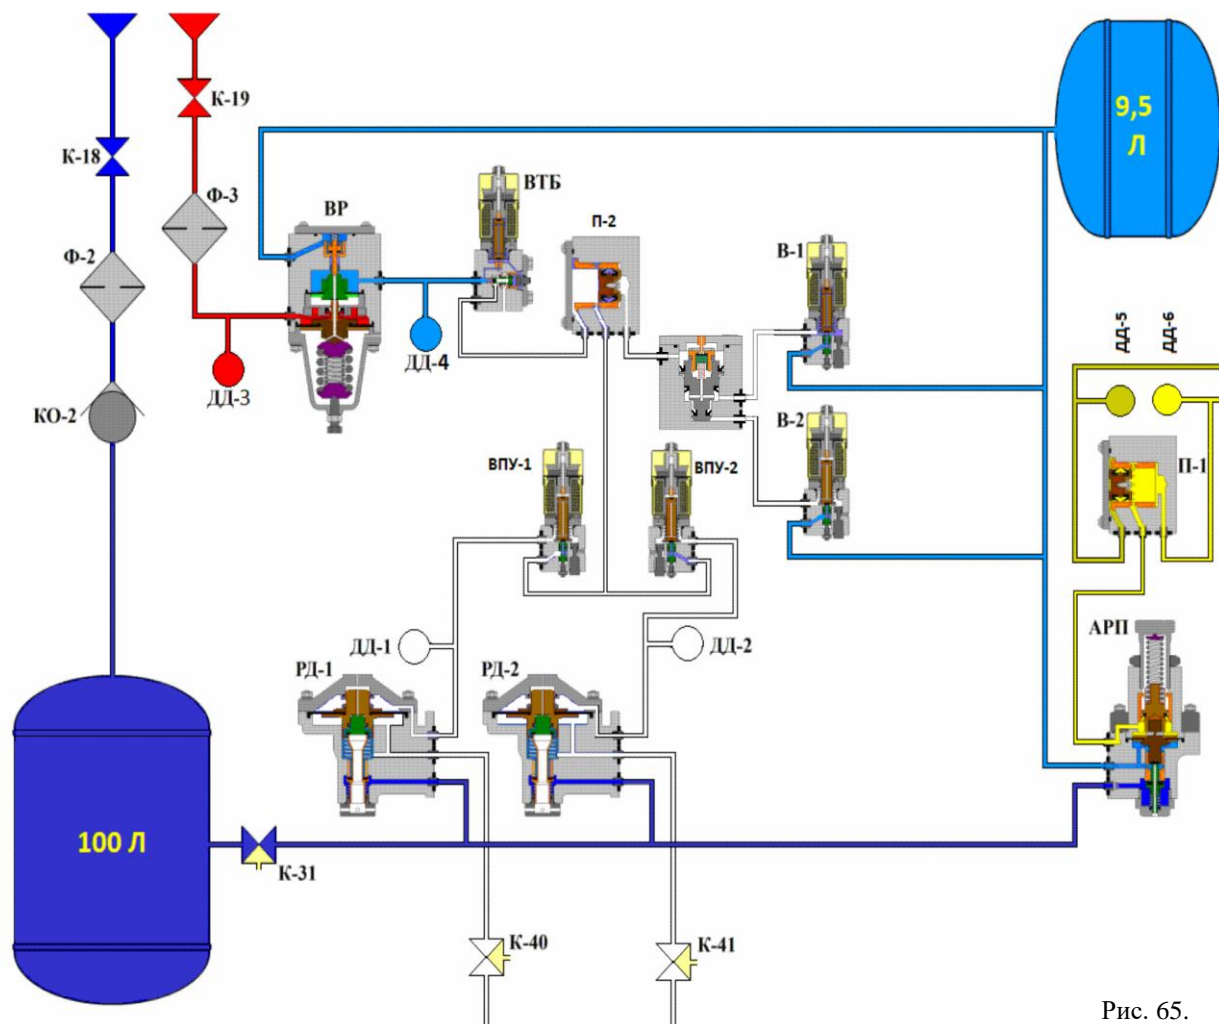 К-19
К-18
Ф-3
Ф-2
КО-2
ВР
ДД-3
ДД-4
ВТБ
П-2
В-1
В-2
9,5
Л
ДД-5
ДД-6
П-1
ВПУ-1
ВПУ-2
ДД-1
ДД-2
РД-1
РД-2
АРП
100 Л
К-31
К-40
К-41
Рис. 65.